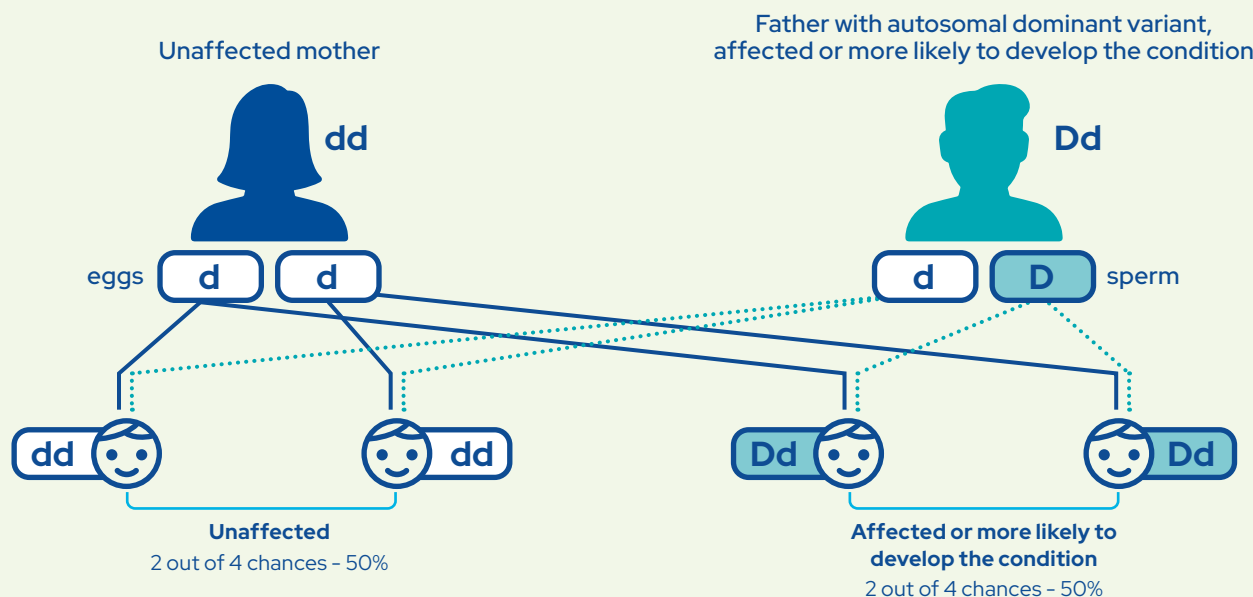 Unaffected mother
Father with autosomal dominant variant,
affected or more likely to develop the condition
dd
Dd
eggs
d
d
d
D
sperm
dd
dd
Dd
Dd
Unaffected
2 out of 4 chances - 50%
Affected or more likely to
develop the condition
2 out of 4 chances - 50%